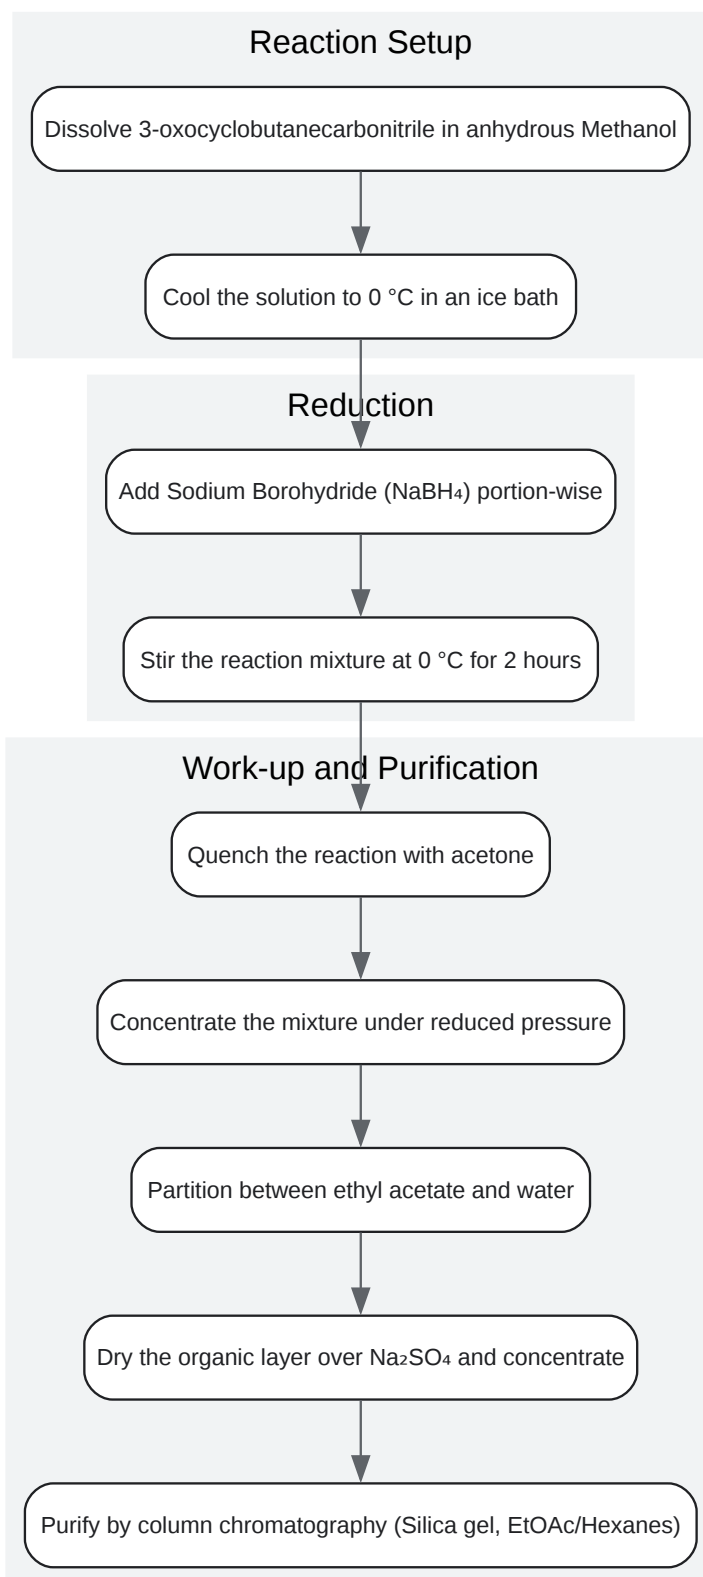 Reaction Setup
Dissolve 3-oxocyclobutanecarbonitrile in anhydrous Methanol
Cool the solution to 0 °C in an ice bath
Reduction
Add Sodium Borohydride (NaBH₄) portion-wise
Stir the reaction mixture at 0 °C for 2 hours
Work-up and Purification
Quench the reaction with acetone
Concentrate the mixture under reduced pressure
Partition between ethyl acetate and water
Dry the organic layer over Na₂SO₄ and concentrate
Purify by column chromatography (Silica gel, EtOAc/Hexanes)